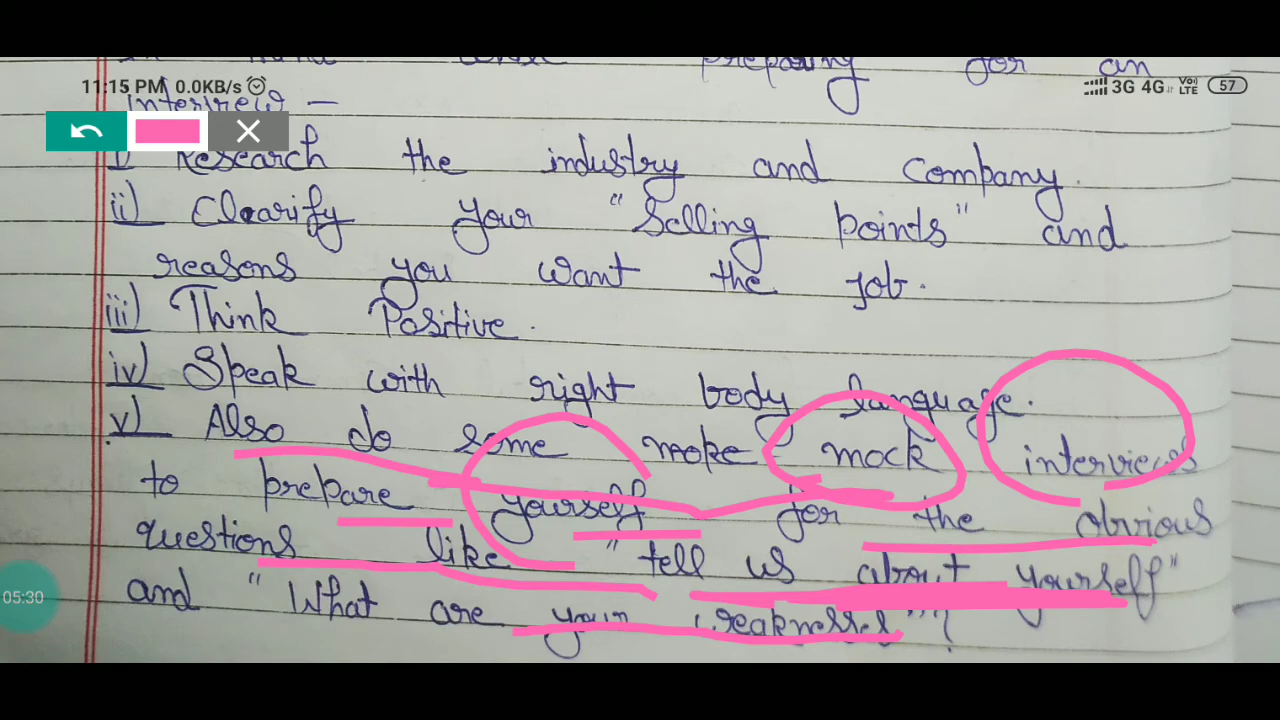 preparing for an
11:15 PM 0.0KB/s 3G 4G VoLTE 57
interview –
i) Research the industry and Company.
ii) Clearify your "Selling points" and
reasons you want the job.
iii) Think Positive.
iv) Speak with right body language.
v) Also do some moke mock interviews
to prepare yourself for the obvious
questions like "tell us about yourself"
and "What are your weaknesses"?
05:30